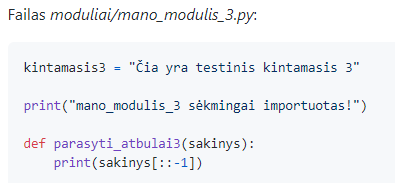 Failas moduliai/mano_modulis_3.py:
kintamasis3 = "Čia yra testinis kintamasis 3"
print("mano_modulis_3 sėkmingai importuotas!")
def parasyti_atbulai3(sakinys):
    print(sakinys[::-1])